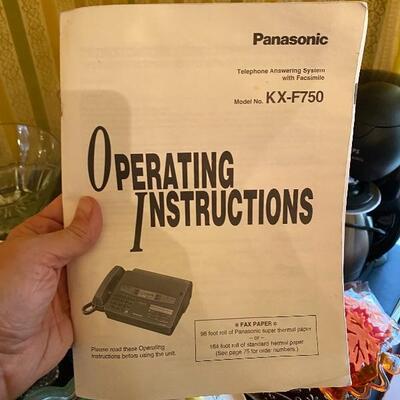 Panasonic
Telephone Answering System
with Facsimile
Model No. KX-F750
OPERATING
INSTRUCTIONS
Please read these Operating
Instructions before using the unit.
※ FAX PAPER ※
98 foot roll of Panasonic super thermal paper
– or –
164 foot roll of standard thermal paper
(See page 75 for order numbers.)